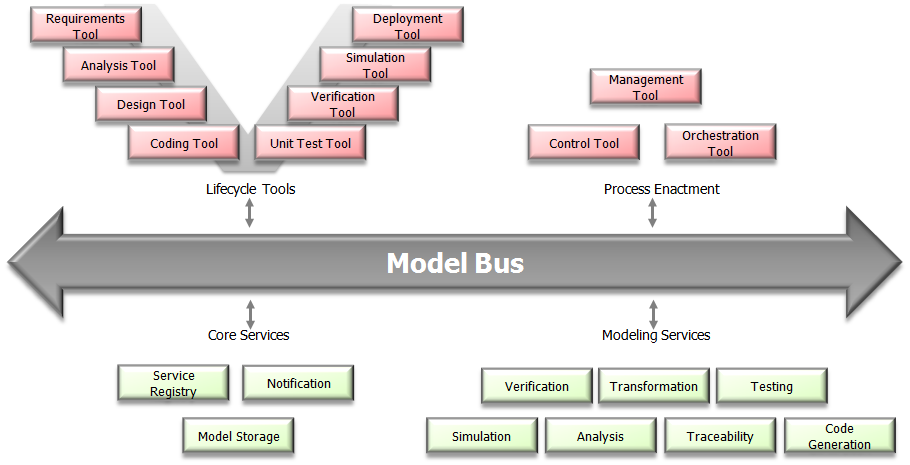 Requirements
Tool
Analysis Tool
Design Tool
Coding Tool
Deployment
Tool
Simulation
Tool
Verification
Tool
Unit Test Tool
Lifecycle Tools
Management
Tool
Control Tool
Orchestration
Tool
Process Enactment
Model Bus
Core Services
Service
Registry
Notification
Model Storage
Modeling Services
Verification
Transformation
Testing
Simulation
Analysis
Traceability
Code
Generation